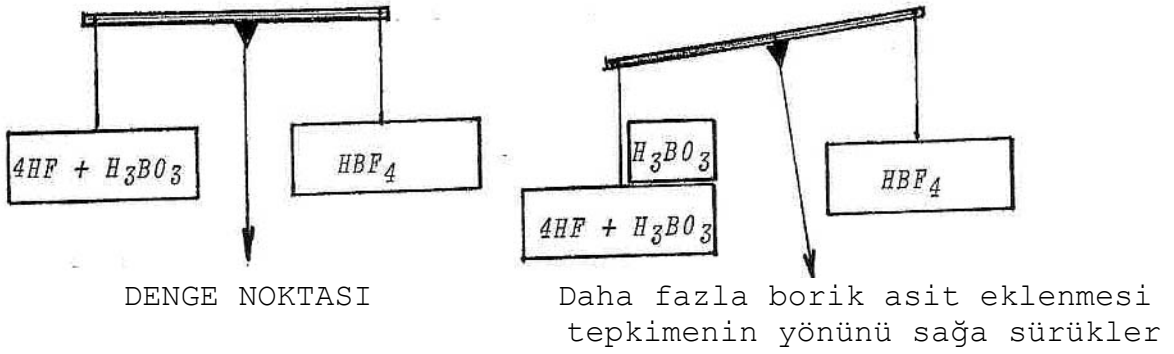 4HF + H₃BO₃
HBF₄
H₃BO₃
4HF + H₃BO₃
HBF₄
DENGE NOKTASI
Daha fazla borik asit eklenmesi
tepkimenin yönünü sağa sürükler